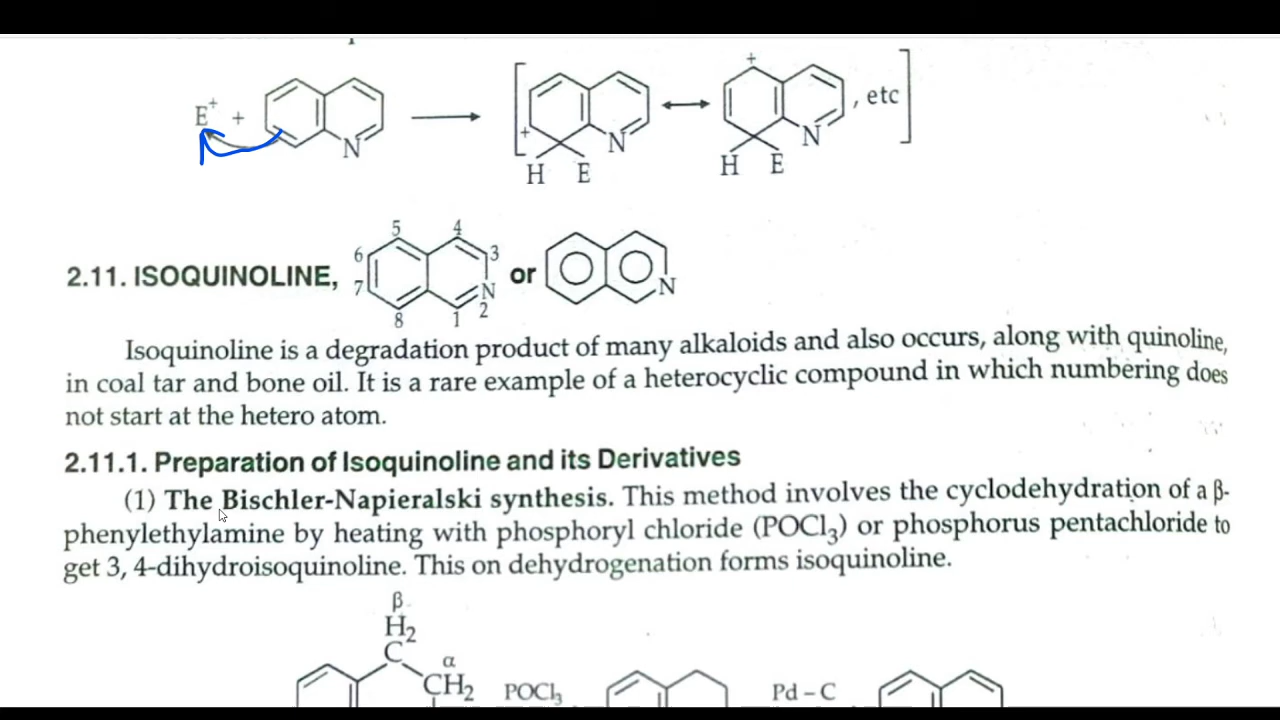 E+ +
N
+
N
H E
+
N
H E
, etc
2.11. ISOQUINOLINE,
5 4
6 3
7 N
8 1 2
or
N
Isoquinoline is a degradation product of many alkaloids and also occurs, along with quinoline,
in coal tar and bone oil. It is a rare example of a heterocyclic compound in which numbering does
not start at the hetero atom.
2.11.1. Preparation of Isoquinoline and its Derivatives
(1) The Bischler-Napieralski synthesis. This method involves the cyclodehydration of a β-
phenylethylamine by heating with phosphoryl chloride (POCl3) or phosphorus pentachloride to
get 3, 4-dihydroisoquinoline. This on dehydrogenation forms isoquinoline.
β
H2
C
α
CH2 POCl3 Pd – C